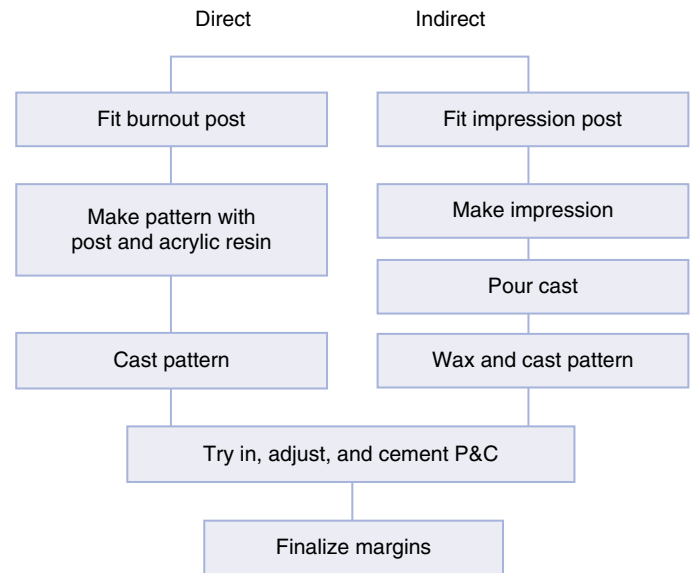 Direct
Indirect
Fit burnout post
Fit impression post
Make pattern with
post and acrylic resin
Make impression
Pour cast
Cast pattern
Wax and cast pattern
Try in, adjust, and cement P&C
Finalize margins